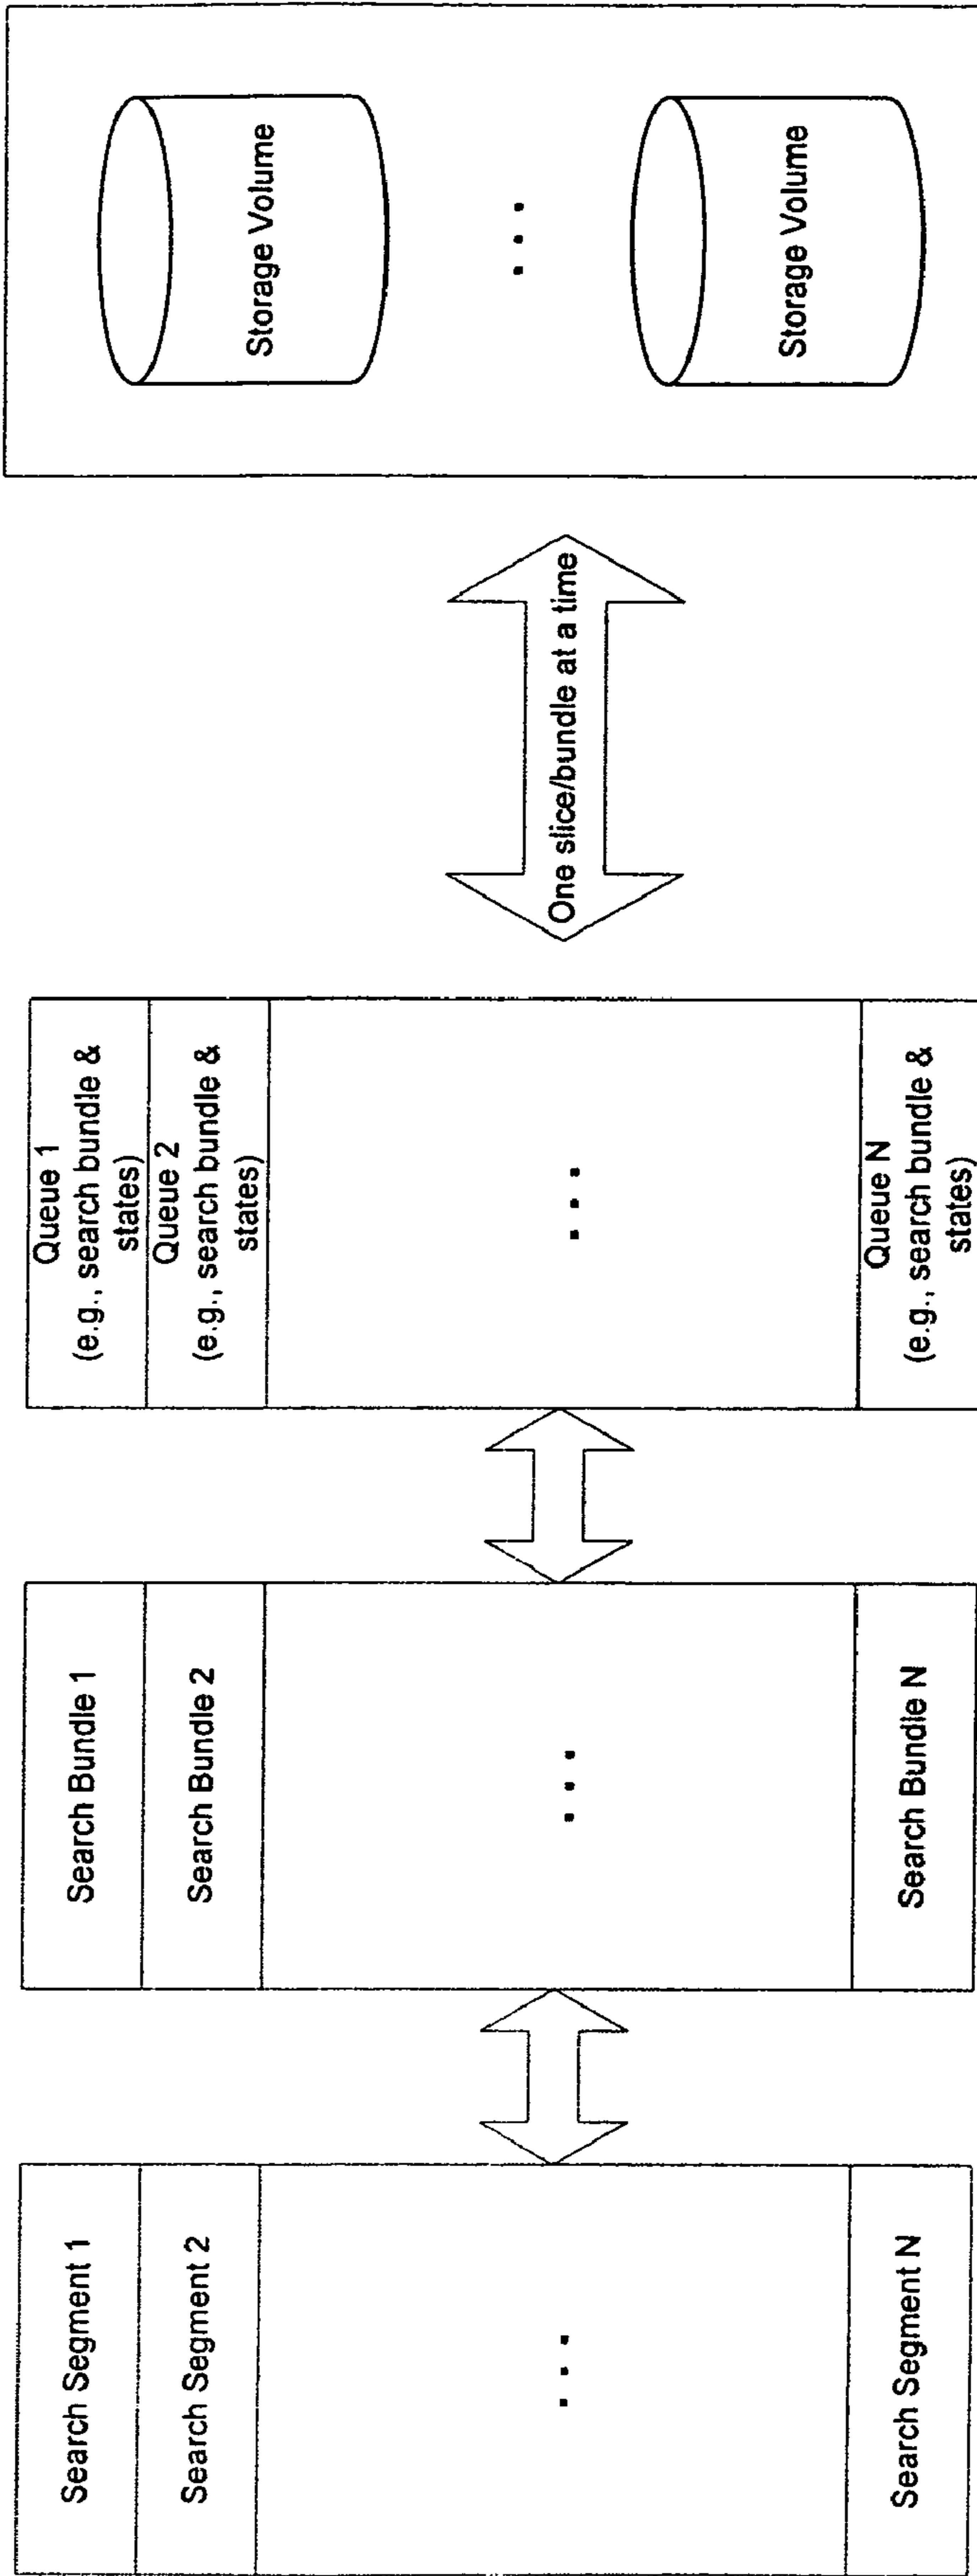 Search Segment 1
Search Segment 2
...
Search Segment N
Search Bundle 1
Search Bundle 2
...
Search Bundle N
Queue 1
(e.g., search bundle &
states)
Queue 2
(e.g., search bundle &
states)
...
Queue N
(e.g., search bundle &
states)
One slice/bundle at a time
Storage Volume
...
Storage Volume